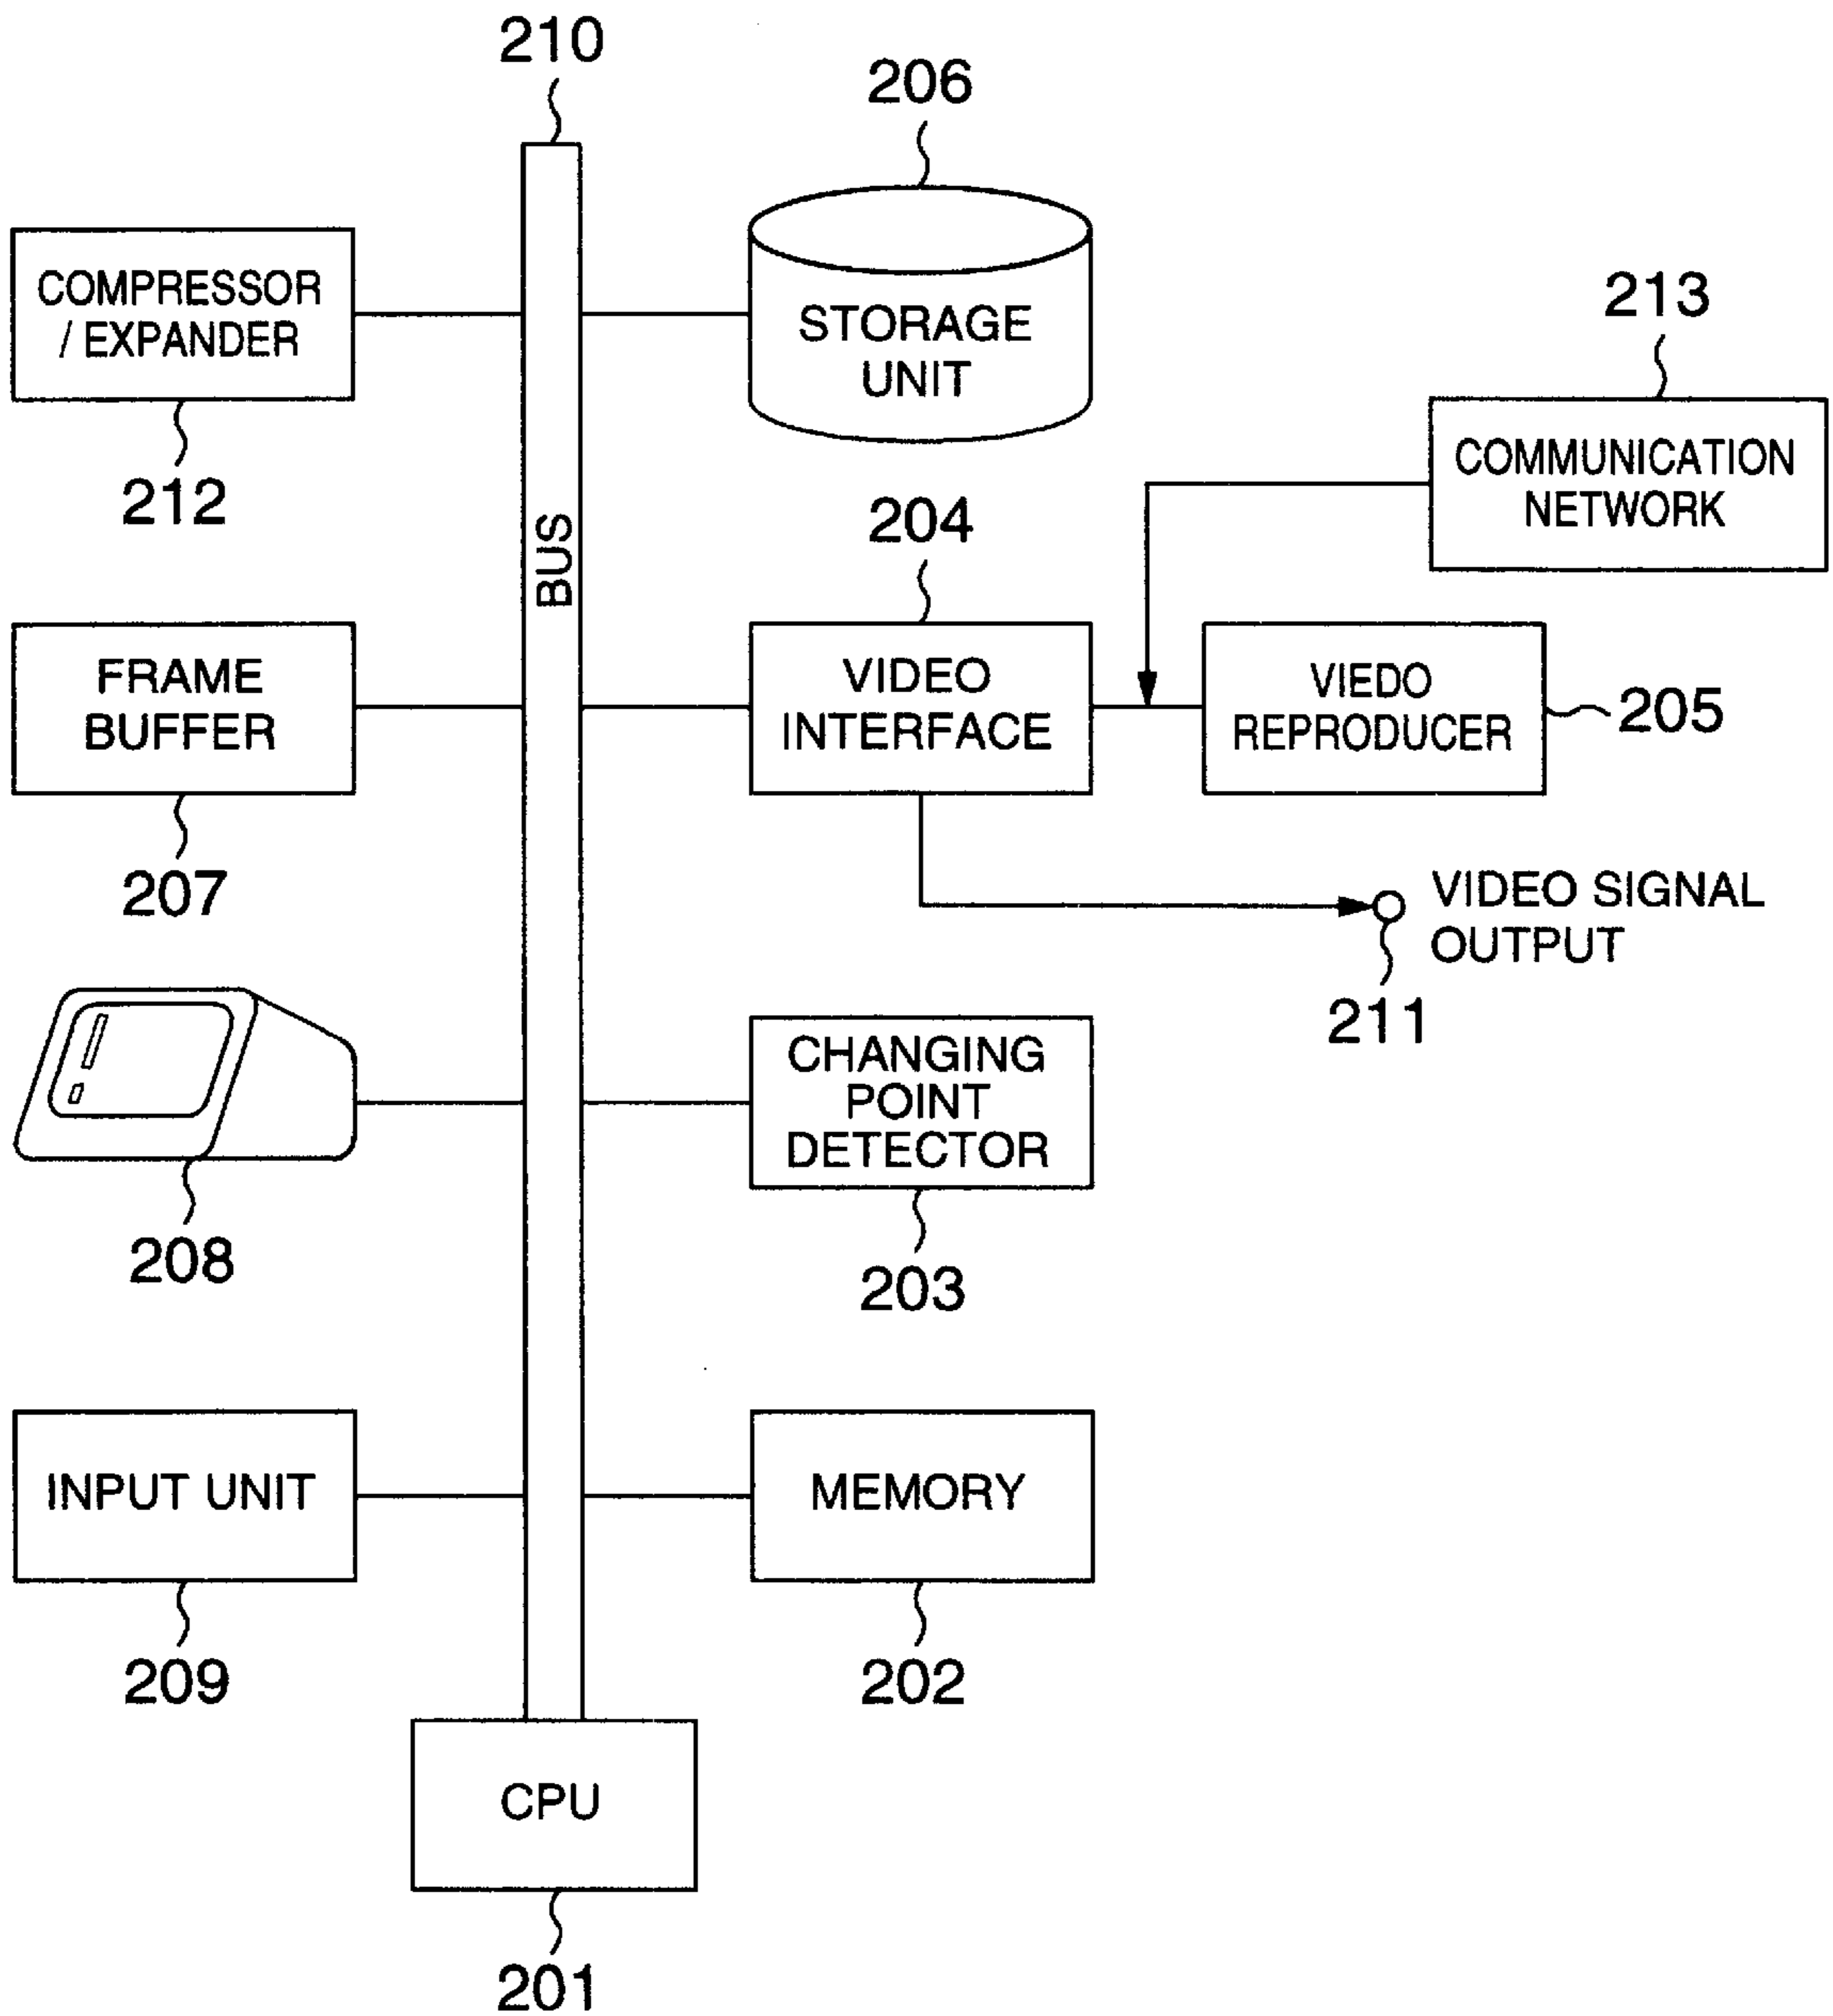 210
206
COMPRESSOR
/ EXPANDER
212
STORAGE
UNIT
213
COMMUNICATION
NETWORK
BUS
204
FRAME
BUFFER
207
VIDEO
INTERFACE
VIEDO
REPRODUCER
205
VIDEO SIGNAL
OUTPUT
211
208
CHANGING
POINT
DETECTOR
203
INPUT UNIT
209
MEMORY
202
CPU
201